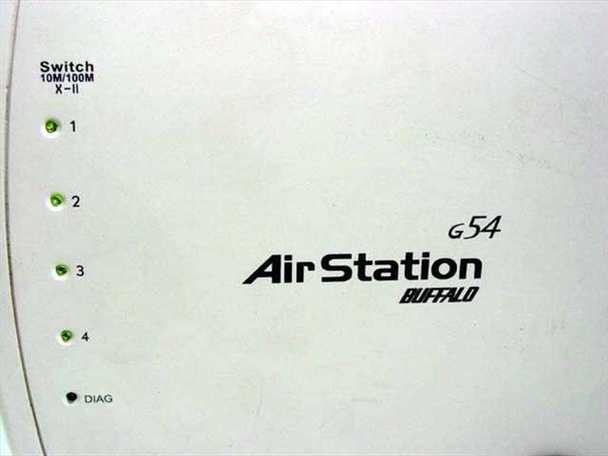 Switch
10M/100M
X-II
1
2
3
4
DIAG
G54
AirStation
BUFFALO